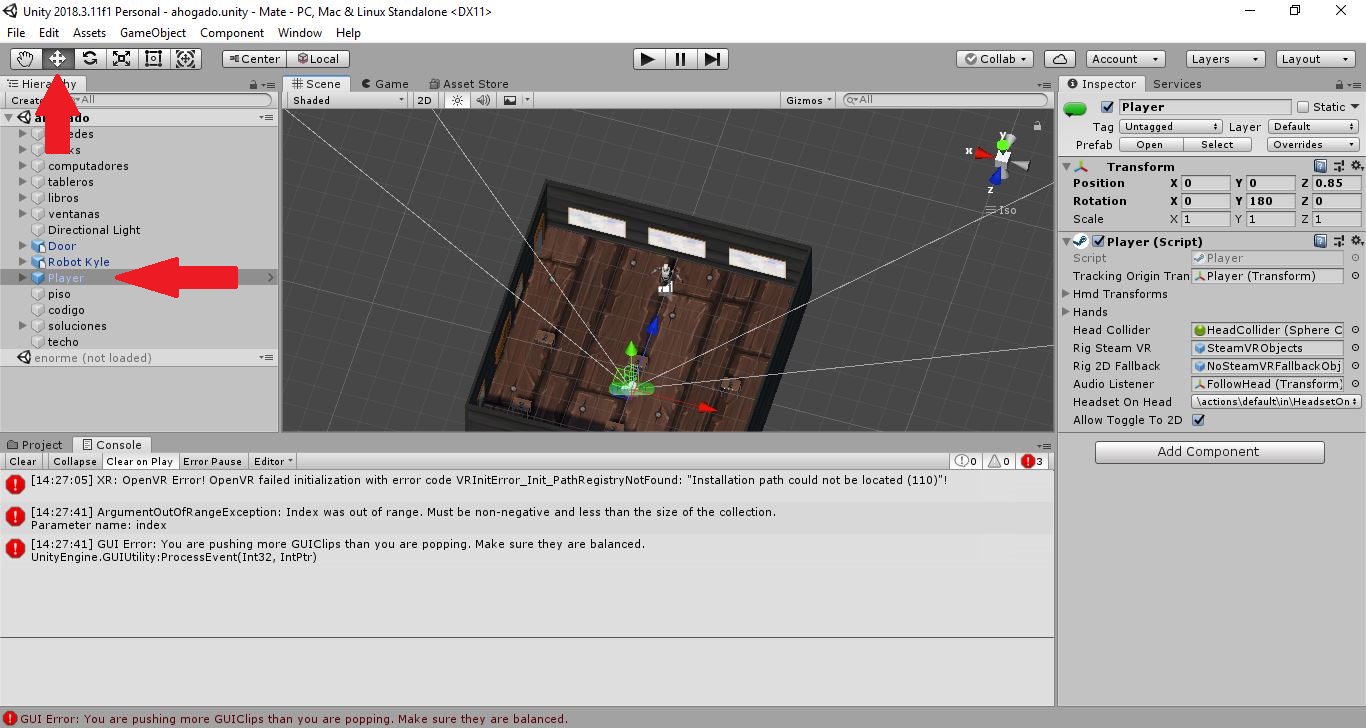 Unity 2018.3.11f1 Personal - ahogado.unity - Mate - PC, Mac & Linux Standalone <DX11>
File Edit Assets GameObject Component Window Help
Center Local Collab Account Layers Layout
Hierarchy Scene Game Asset Store Inspector Services
All Shaded 2D Gizmos All
Player Static
Tag Untagged Layer Default
Prefab Open Select Overrides
computadores
tableros
libros
ventanas
Directional Light
Door
Robot Kyle
Player
piso
codigo
soluciones
techo
enorme (not loaded)
y
x
z
Iso
Transform
Position X 0 Y 0 Z 0.85
Rotation X 0 Y 180 Z 0
Scale X 1 Y 1 Z 1
Player (Script)
Script Player
Tracking Origin Tran Player (Transform)
Hmd Transforms
Hands
Head Collider HeadCollider (Sphere C
Rig Steam VR SteamVRObjects
Rig 2D Fallback NoSteamVRFallbackObj
Audio Listener FollowHead (Transform)
Headset On Head \actions\default\in\HeadsetOn
Allow Toggle To 2D
Add Component
Project Console
Clear Collapse Clear on Play Error Pause Editor 0 0 3
[14:27:05] XR: OpenVR Error! OpenVR failed initialization with error code VRInitError_Init_PathRegistryNotFound: "Installation path could not be located (110)"!
[14:27:41] ArgumentOutOfRangeException: Index was out of range. Must be non-negative and less than the size of the collection.
Parameter name: index
[14:27:41] GUI Error: You are pushing more GUIClips than you are popping. Make sure they are balanced.
UnityEngine.GUIUtility:ProcessEvent(Int32, IntPtr)
GUI Error: You are pushing more GUIClips than you are popping. Make sure they are balanced.